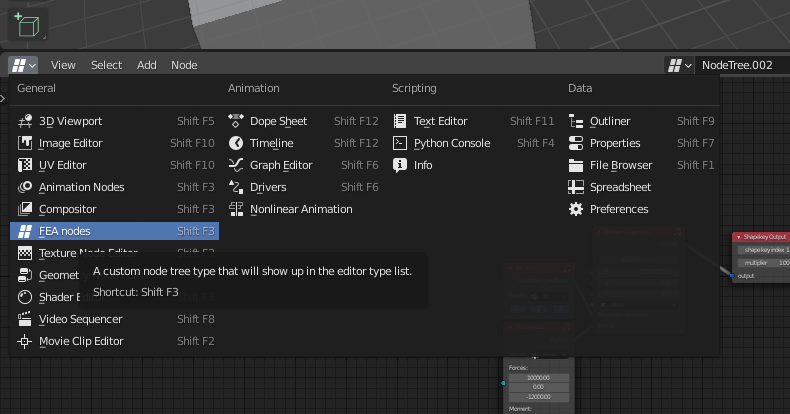 View Select Add Node NodeTree.002
General Animation Scripting Data
3D Viewport Shift F5 Dope Sheet Shift F12 Text Editor Shift F11 Outliner Shift F9
Image Editor Shift F10 Timeline Shift F12 Python Console Shift F4 Properties Shift F7
UV Editor Shift F10 Graph Editor Shift F6 Info File Browser Shift F1
Animation Nodes Shift F3 Drivers Shift F6 Spreadsheet
Compositor Shift F3 Nonlinear Animation Preferences
FEA nodes Shift F3
Texture Node Editor Shift F3
A custom node tree type that will show up in the editor type list.
Geomet
Shortcut: Shift F3
Shader E
Video Sequencer Shift F8
Movie Clip Editor Shift F2
Shapekey Output
shapekey index 1
multiplier 1.00
output
Forces:
10000.00
0.00
-12000.00
Moment: